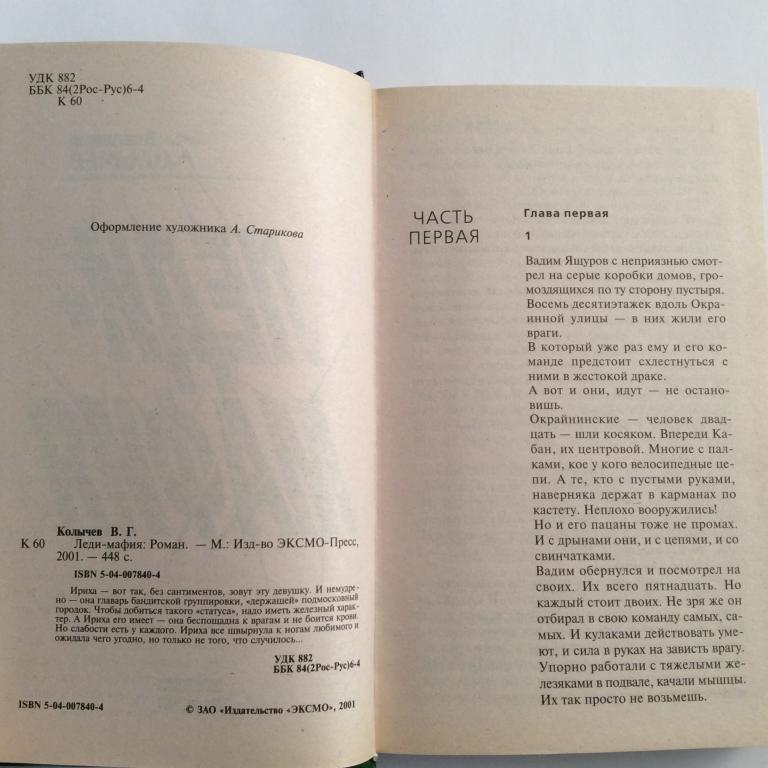 УДК 882
ББК 84(2Рос-Рус)6-4
К 60
Оформление художника А. Старикова
Колычев В. Г.
К 60 Леди-мафия: Роман. — М.: Изд-во ЭКСМО-Пресс,
2001. — 448 с.
ISBN 5-04-007840-4
Ириха — вот так, без сантиментов, зовут эту девушку. И немудре-
но — она главарь бандитской группировки, «держащей» подмосковный
городок. Чтобы добиться такого «статуса», надо иметь железный харак-
тер. А Ириха его имеет — она беспощадна к врагам и не боится крови.
Но слабости есть у каждого. Ириха все швырнула к ногам любимого и
ожидала чего угодно, но только не того, что случилось...
УДК 882
ББК 84(2Рос-Рус)6-4
ISBN 5-04-007840-4
© ЗАО «Издательство «ЭКСМО», 2001
ЧАСТЬ
ПЕРВАЯ
Глава первая
1
Вадим Ящуров с неприязнью смот-
рел на серые коробки домов, гро-
моздящихся по ту сторону пустыря.
Восемь десятиэтажек вдоль Окра-
инной улицы — в них жили его
враги.
В который уже раз ему и его ко-
манде предстоит схлестнуться с
ними в жестокой драке.
А вот и они, идут — не остано-
вишь.
Окрайнинские — человек двад-
цать — шли косяком. Впереди Ка-
бан, их центровой. Многие с пал-
ками, кое у кого велосипедные це-
пи. А те, кто с пустыми руками,
наверняка держат в карманах по
кастету. Неплохо вооружились!
Но и его пацаны тоже не промах.
И с дрынами они, и с цепями, и со
свинчатками.
Вадим обернулся и посмотрел на
своих. Их всего пятнадцать. Но
каждый стоит двоих. Не зря же он
отбирал в свою команду самых, са-
мых. И кулаками действовать уме-
ют, и сила в руках на зависть врагу.
Упорно работали с тяжелыми же-
лезяками в подвале, качали мышцы.
Их так просто не возьмешь.